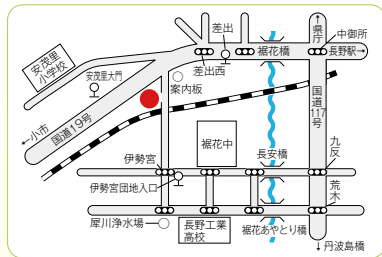 差出
県庁
中御所
裾花橋
長野駅
差出西
安茂里
小学校
安茂里大門
案内板
国道117号
小市
国道19号
裾花中
長安橋
九反
伊勢宮
伊勢宮団地入口
荒木
犀川浄水場
長野工業
高校
裾花あやとり橋
丹波島橋